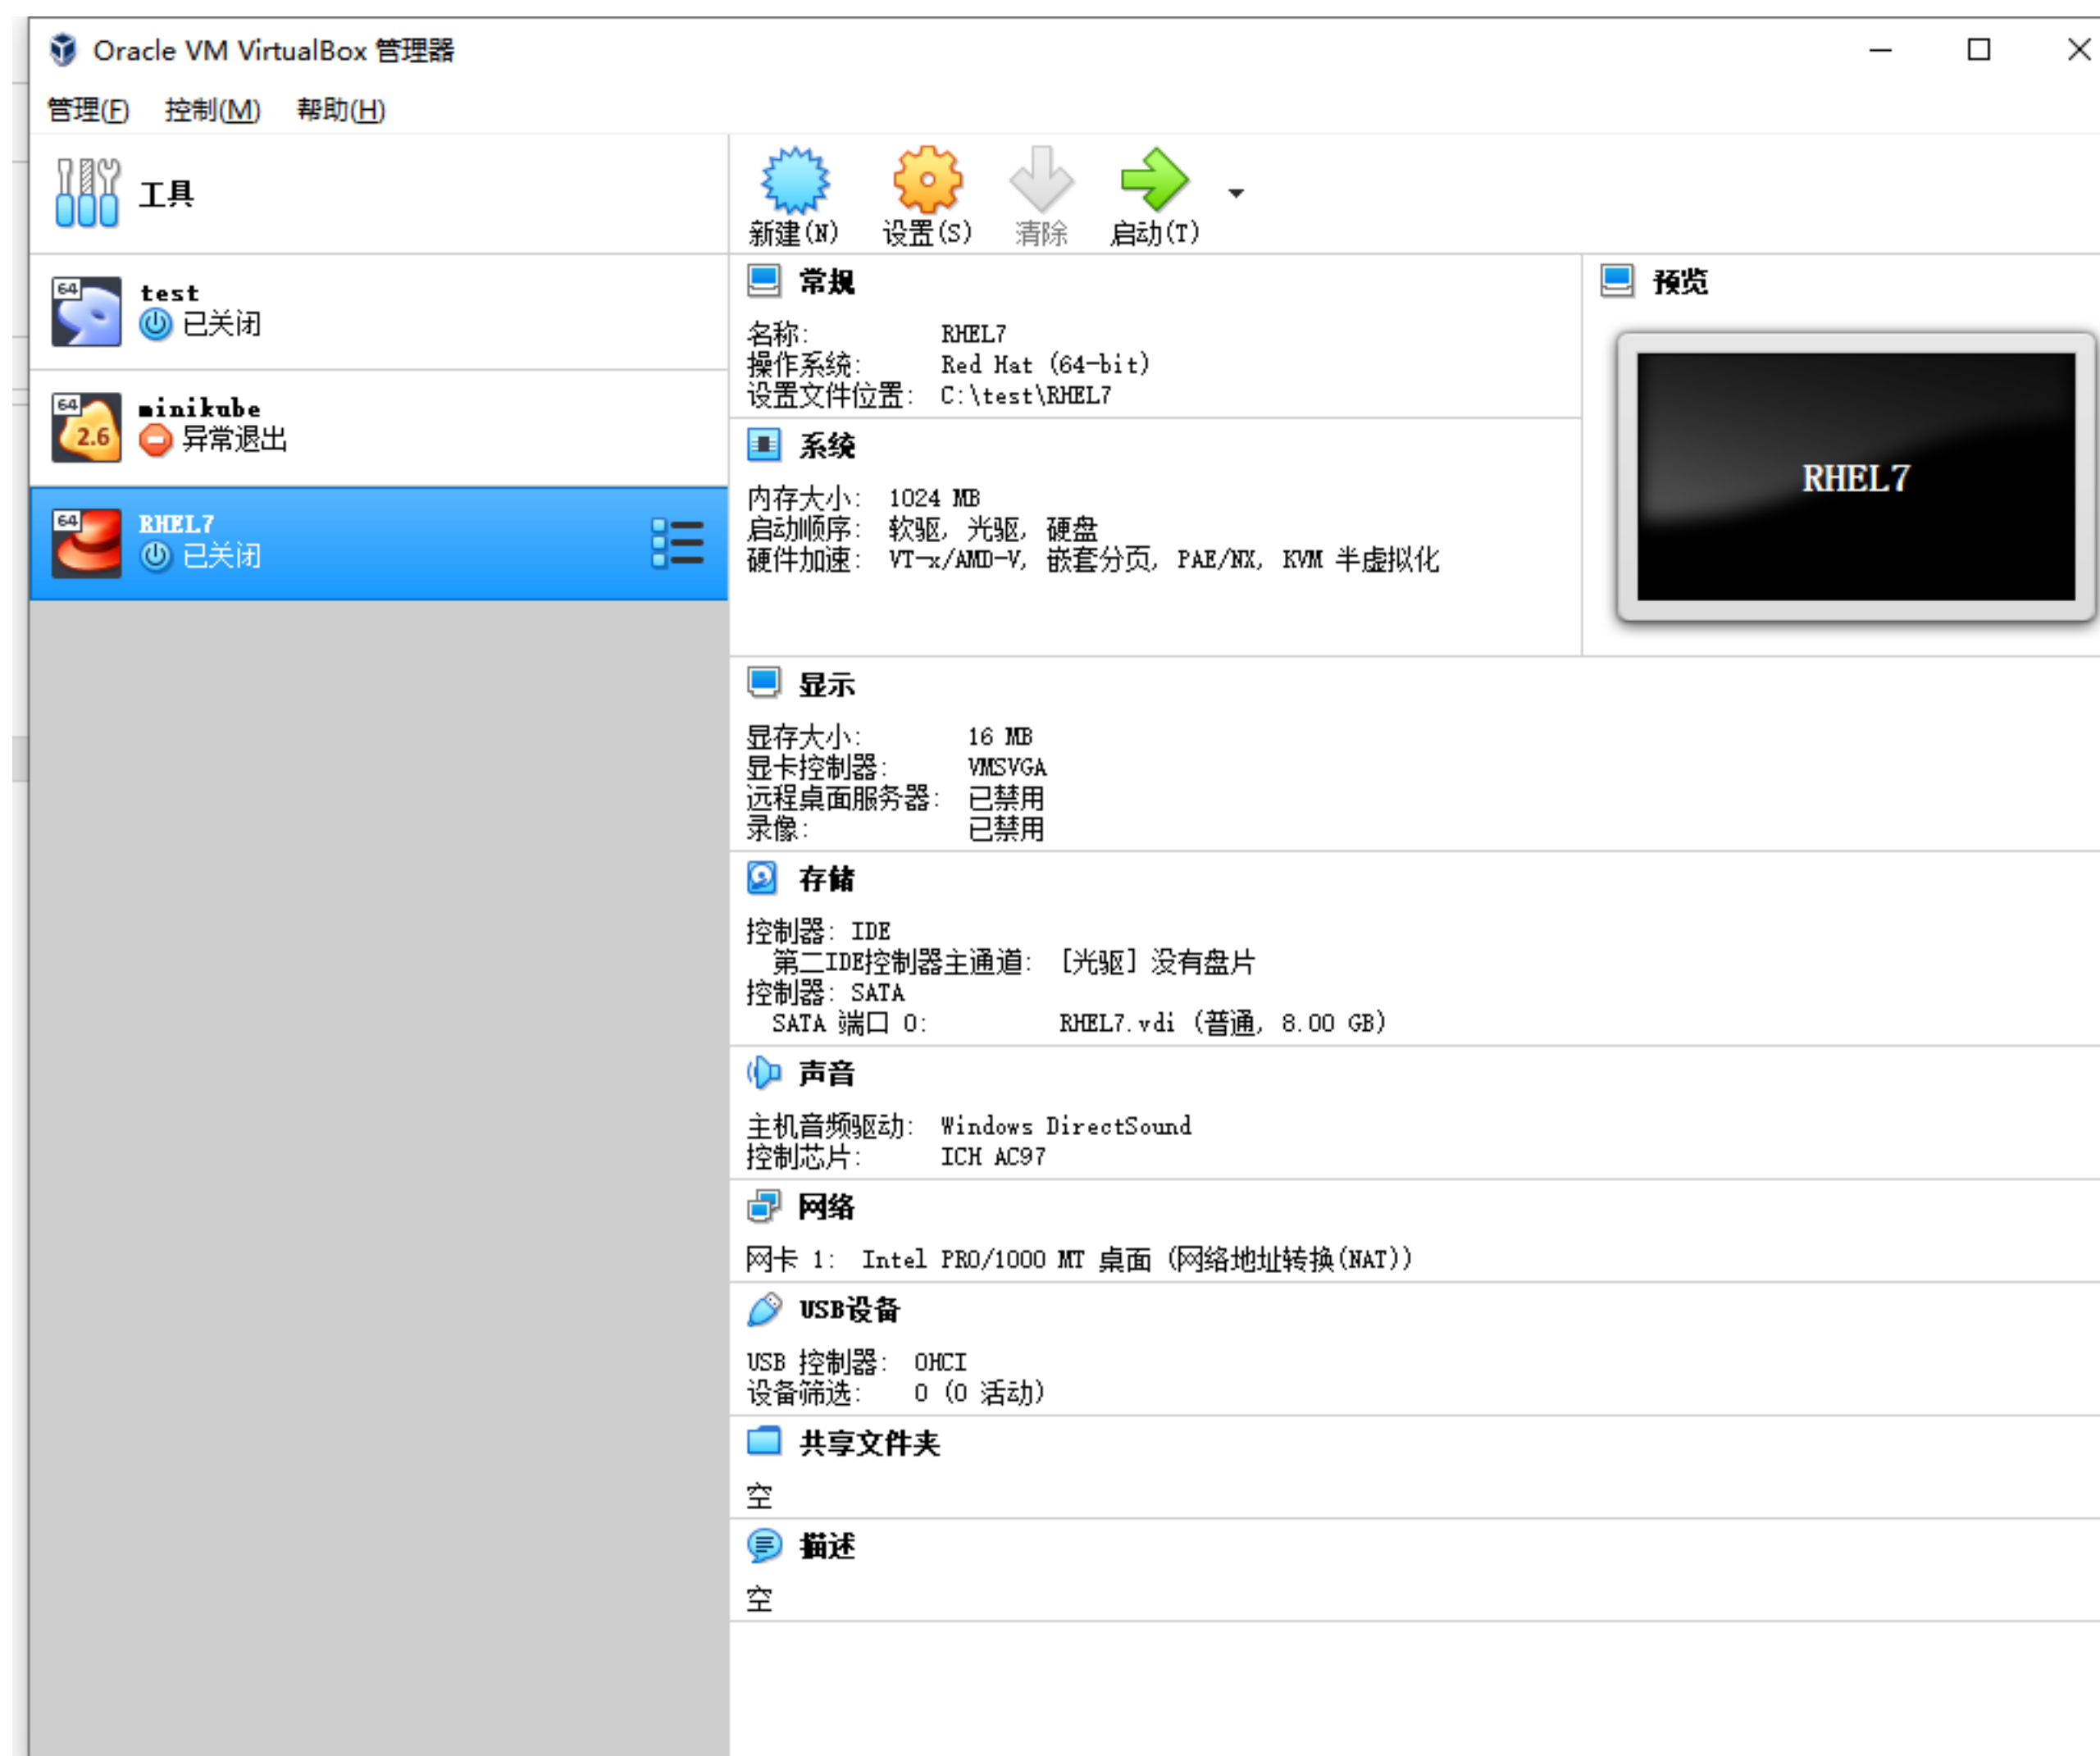 Oracle VM VirtualBox 管理器
管理(F) 控制(M) 帮助(H)
工具
新建(N) 设置(S) 清除 启动(T)
64
test
已关闭
64
2.6
minikube
异常退出
64
RHEL7
已关闭
常规
名称: RHEL7
操作系统: Red Hat (64-bit)
设置文件位置: C:\test\RHEL7
预览
RHEL7
系统
内存大小: 1024 MB
启动顺序: 软驱, 光驱, 硬盘
硬件加速: VT-x/AMD-V, 嵌套分页, PAE/NX, KVM 半虚拟化
显示
显存大小: 16 MB
显卡控制器: VMSVGA
远程桌面服务器: 已禁用
录像: 已禁用
存储
控制器: IDE
第二IDE控制器主通道: [光驱] 没有盘片
控制器: SATA
SATA 端口 0: RHEL7.vdi (普通, 8.00 GB)
声音
主机音频驱动: Windows DirectSound
控制芯片: ICH AC97
网络
网卡 1: Intel PRO/1000 MT 桌面 (网络地址转换(NAT))
USB设备
USB 控制器: OHCI
设备筛选: 0 (0 活动)
共享文件夹
空
描述
空